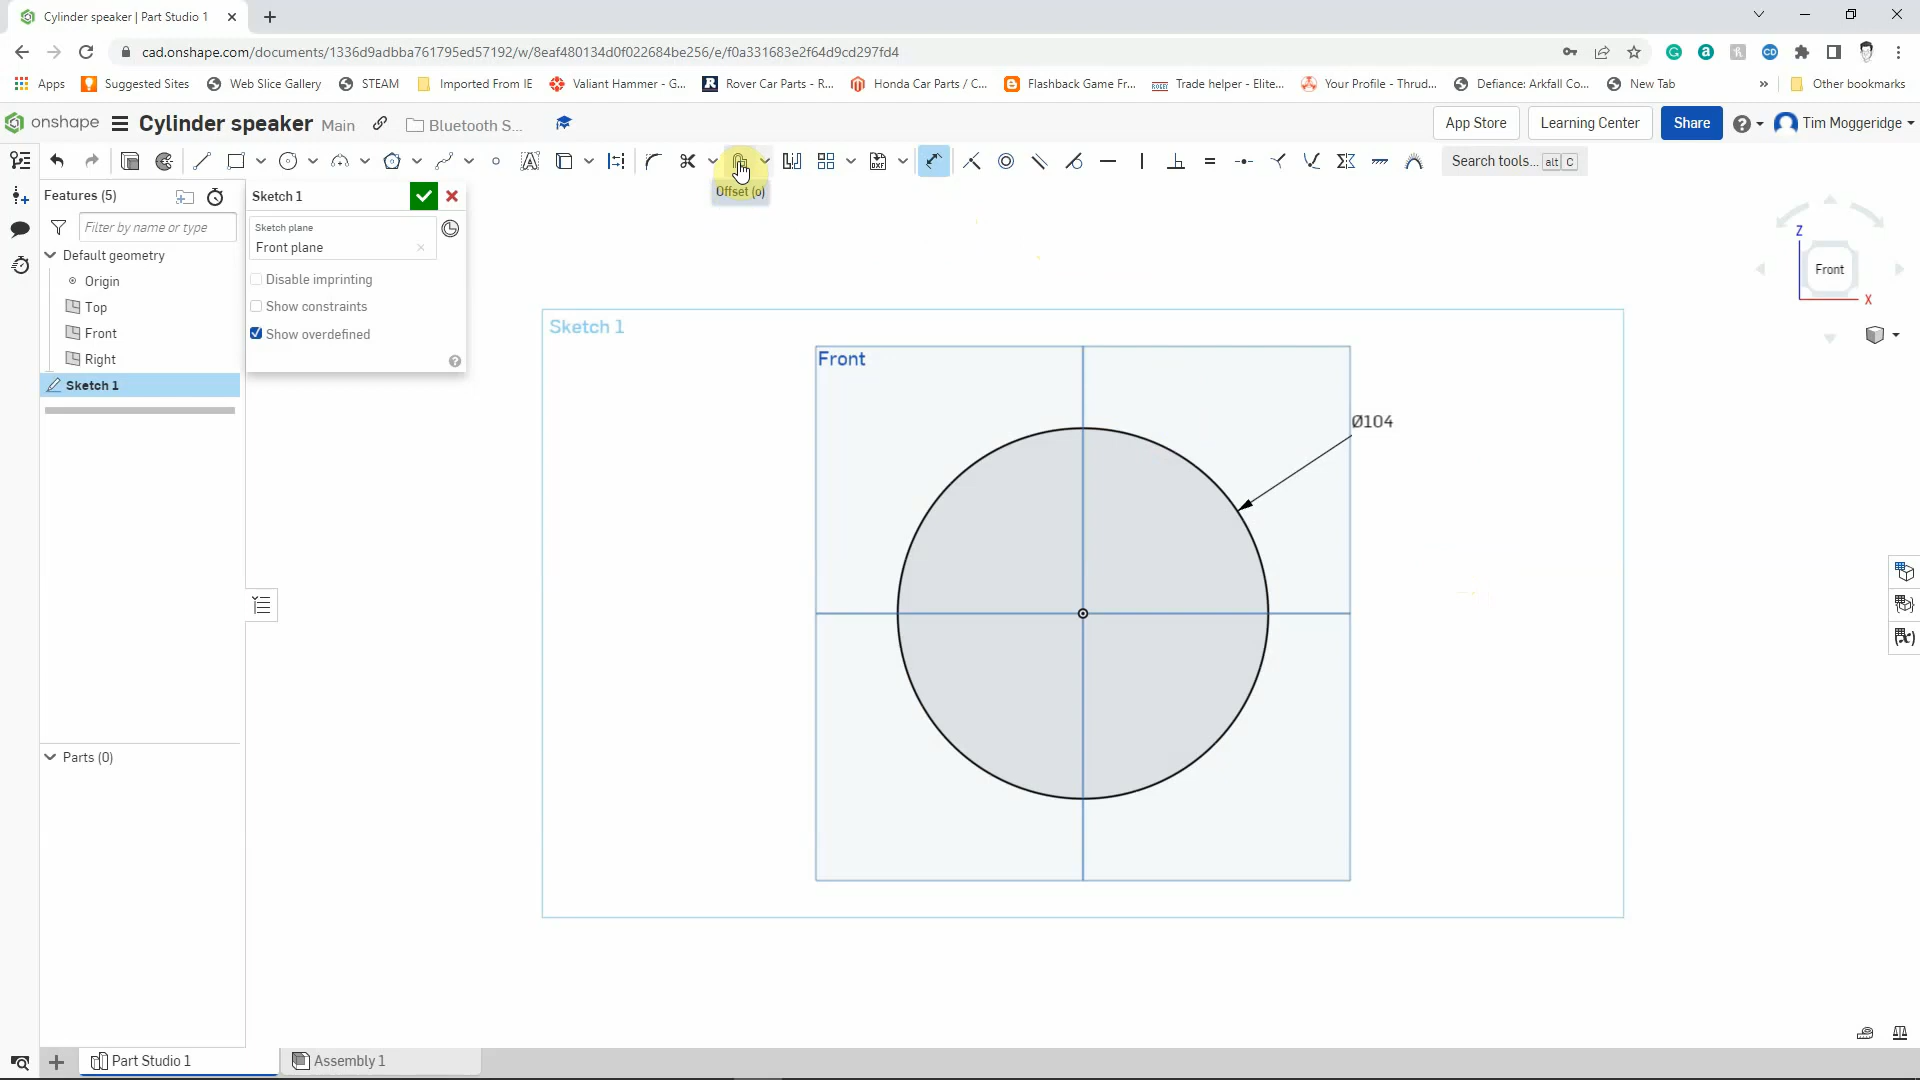 Cylinder speaker | Part Studio 1
cad.onshape.com/documents/1336d9adbba761795ed57192/w/8eaf480134d0f022684be256/e/f0a331683e2f64d9cd297fd4
Apps Suggested Sites Web Slice Gallery STEAM Imported From IE Valiant Hammer - G... Rover Car Parts - R... Honda Car Parts / C... Flashback Game Fr... Trade helper - Elite... Your Profile - Thrud... Defiance: Arkfall Co... New Tab » Other bookmarks
onshape Cylinder speaker Main Bluetooth S... App Store Learning Center Share Tim Moggeridge
Search tools... alt C
Offset (o)
Features (5)
Filter by name or type
Default geometry
Origin
Top
Front
Right
Sketch 1
Parts (0)
Sketch 1
Sketch plane
Front plane
Disable imprinting
Show constraints
Show overdefined
Sketch 1
Front
Ø104
Z
Front
X
Part Studio 1
Assembly 1